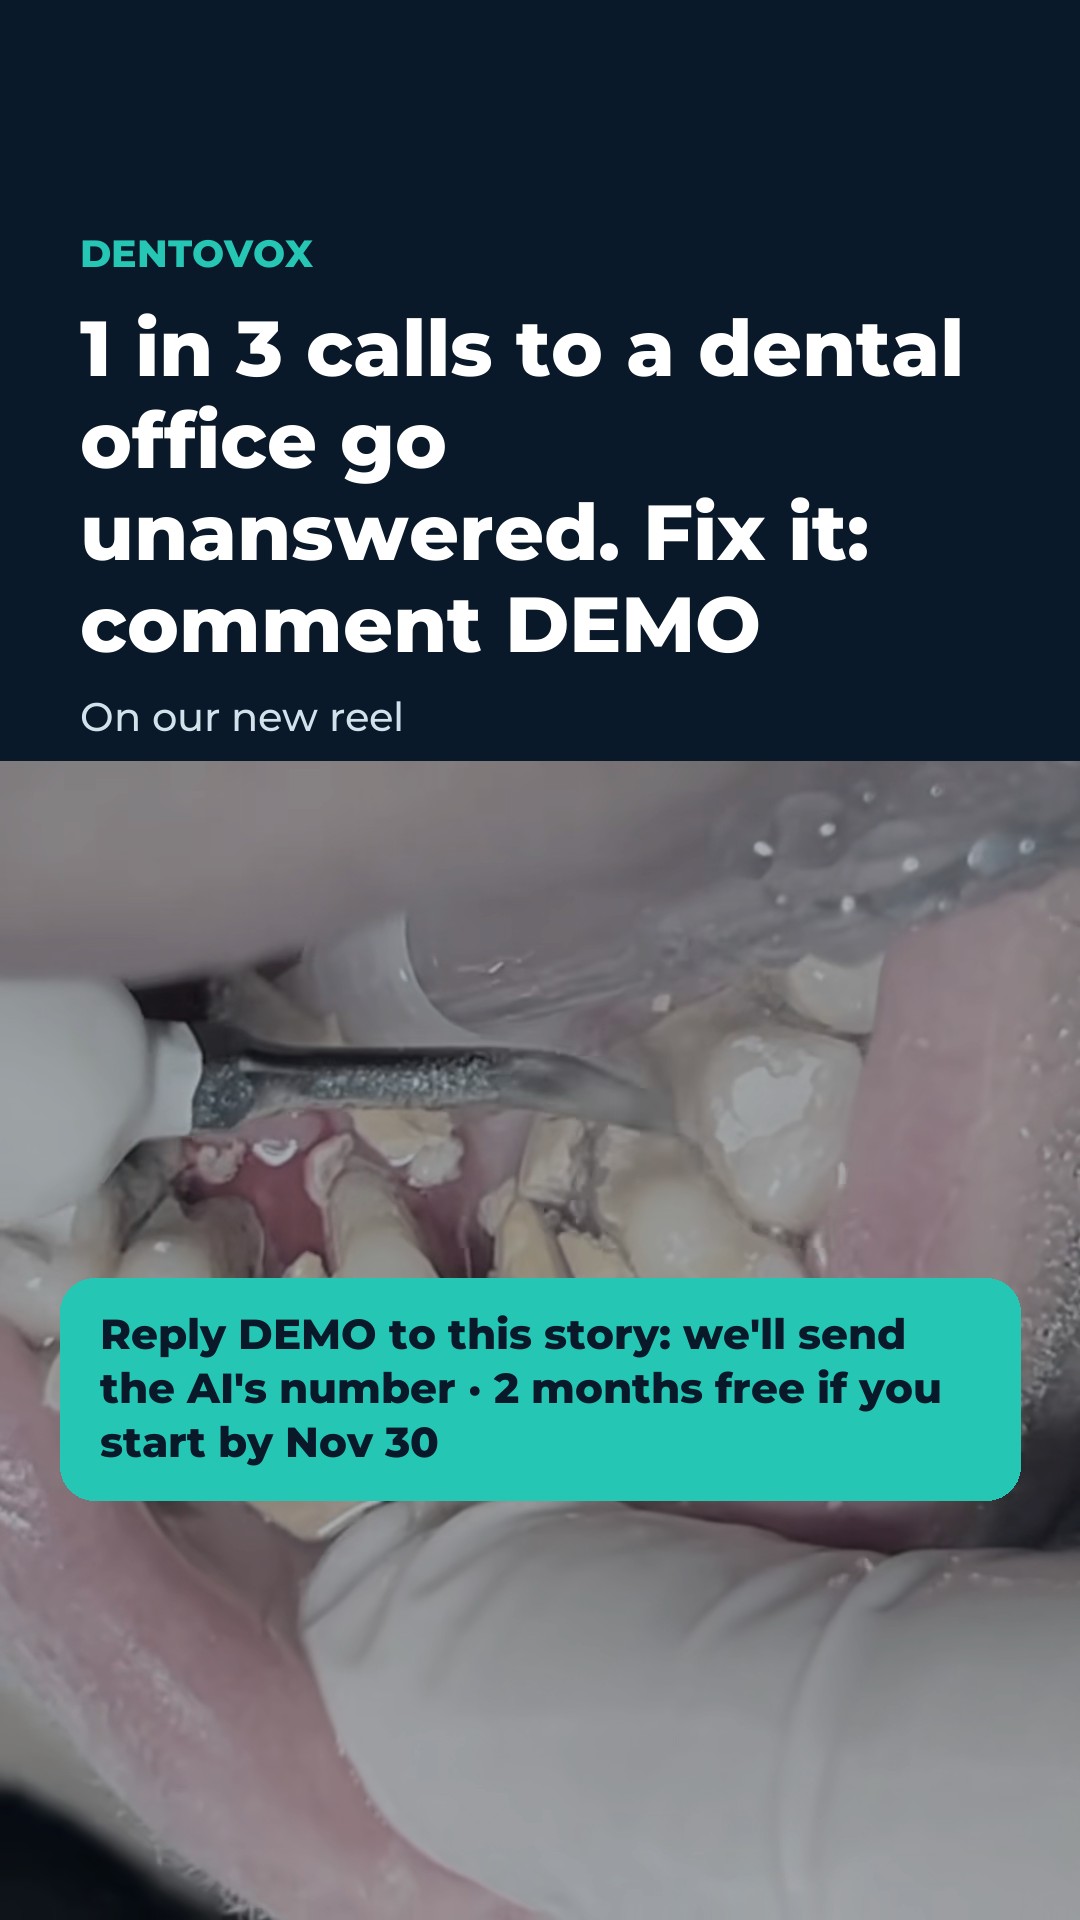 DENTOVOX
1 in 3 calls to a dental
office go
unanswered. Fix it:
comment DEMO
On our new reel
Reply DEMO to this story: we'll send
the AI's number • 2 months free if you
start by Nov 30